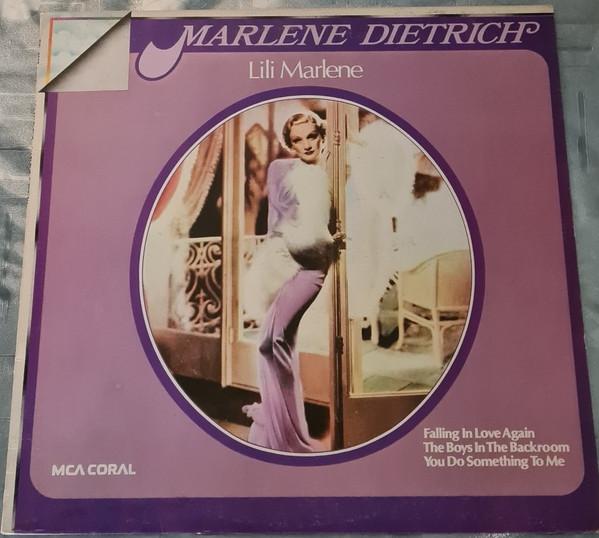 MARLENE DIETRICH
Lili Marlene
Falling In Love Again
The Boys In The Backroom
You Do Something To Me
MCA CORAL